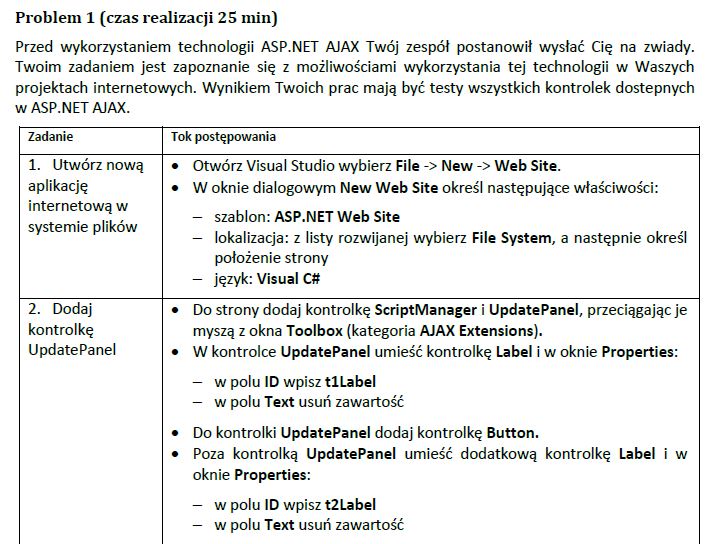 Problem 1 (czas realizacji 25 min)
Przed wykorzystaniem technologii ASP.NET AJAX Twój zespół postanowił wysłać Cię na zwiady.
Twoim zadaniem jest zapoznanie się z możliwościami wykorzystania tej technologii w Waszych
projektach internetowych. Wynikiem Twoich prac mają być testy wszystkich kontrolek dostepnych
w ASP.NET AJAX.
Zadanie
Tok postępowania
1. Utwórz nową
aplikację
internetową w
systemie plików
• Otwórz Visual Studio wybierz File -> New -> Web Site.
• W oknie dialogowym New Web Site określ następujące właściwości:
– szablon: ASP.NET Web Site
– lokalizacja: z listy rozwijanej wybierz File System, a następnie określ
położenie strony
– język: Visual C#
2. Dodaj
kontrolkę
UpdatePanel
• Do strony dodaj kontrolkę ScriptManager i UpdatePanel, przeciągając je
myszą z okna Toolbox (kategoria AJAX Extensions).
• W kontrolce UpdatePanel umieść kontrolkę Label i w oknie Properties:
– w polu ID wpisz t1Label
– w polu Text usuń zawartość
• Do kontrolki UpdatePanel dodaj kontrolkę Button.
• Poza kontrolką UpdatePanel umieść dodatkową kontrolkę Label i w
oknie Properties:
– w polu ID wpisz t2Label
– w polu Text usuń zawartość